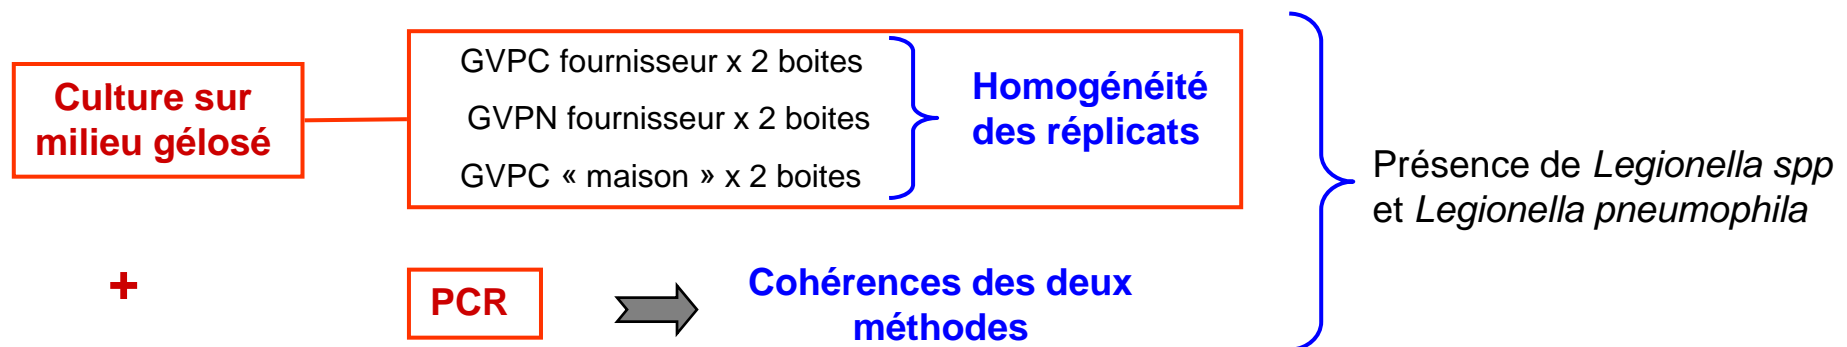 Culture sur
milieu gélosé
GVPC fournisseur x 2 boites
GVPN fournisseur x 2 boites
GVPC « maison » x 2 boites
Homogénéité
des réplicats
Présence de Legionella spp
et Legionella pneumophila
+
PCR
Cohérences des deux
méthodes